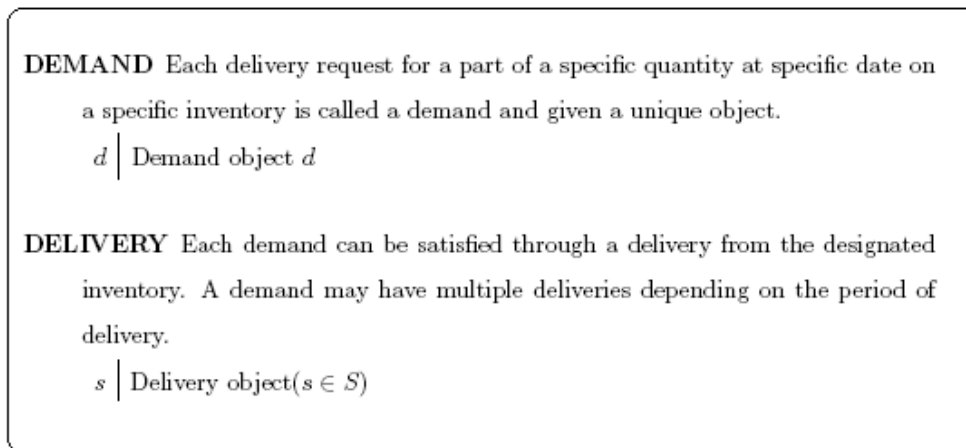 DEMAND Each delivery request for a part of a specific quantity at specific date on
a specific inventory is called a demand and given a unique object.
d | Demand object d
DELIVERY Each demand can be satisfied through a delivery from the designated
inventory. A demand may have multiple deliveries depending on the period of
delivery.
s | Delivery object(s ∈ S)